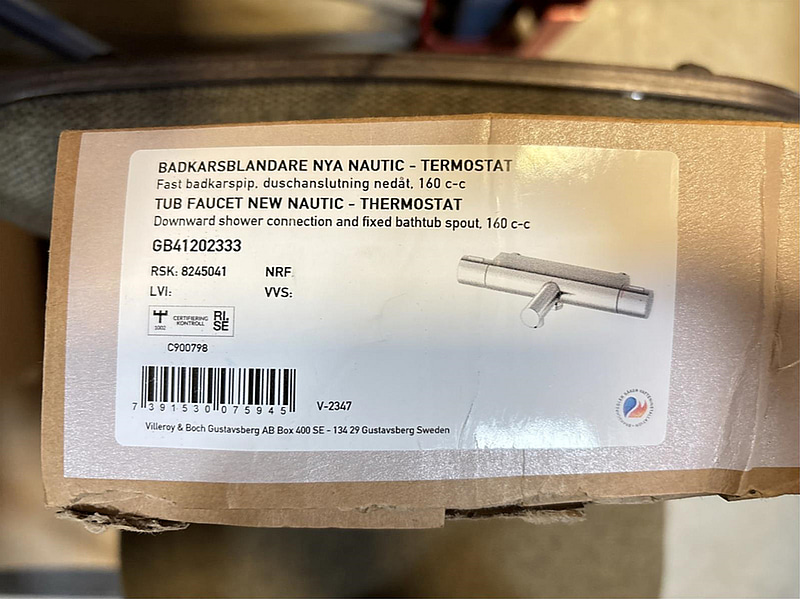 BADKARSBLANDARE NYA NAUTIC - TERMOSTAT
Fast badkarspip, duschanslutning nedåt, 160 c-c
TUB FAUCET NEW NAUTIC - THERMOSTAT
Downward shower connection and fixed bathtub spout, 160 c-c
GB41202333
RSK: 8245041 NRF:
LVI: VVS:
1002 CERTIFIERING KONTROLL RI. SE
C900798
7 391530 075945
V-2347
Villeroy & Boch Gustavsberg AB Box 400 SE - 134 29 Gustavsberg Sweden